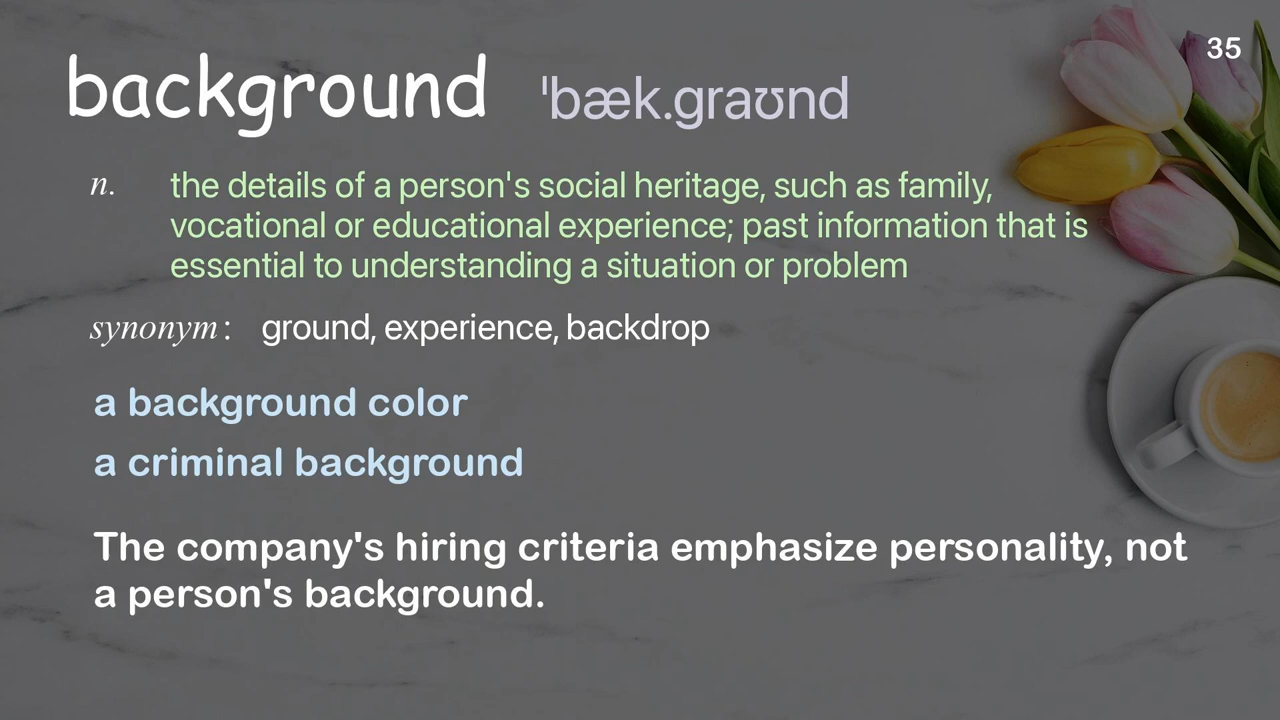 35
background ˈbæk.graʊnd
n. the details of a person's social heritage, such as family,
vocational or educational experience; past information that is
essential to understanding a situation or problem
synonym: ground, experience, backdrop
a background color
a criminal background
The company's hiring criteria emphasize personality, not
a person's background.